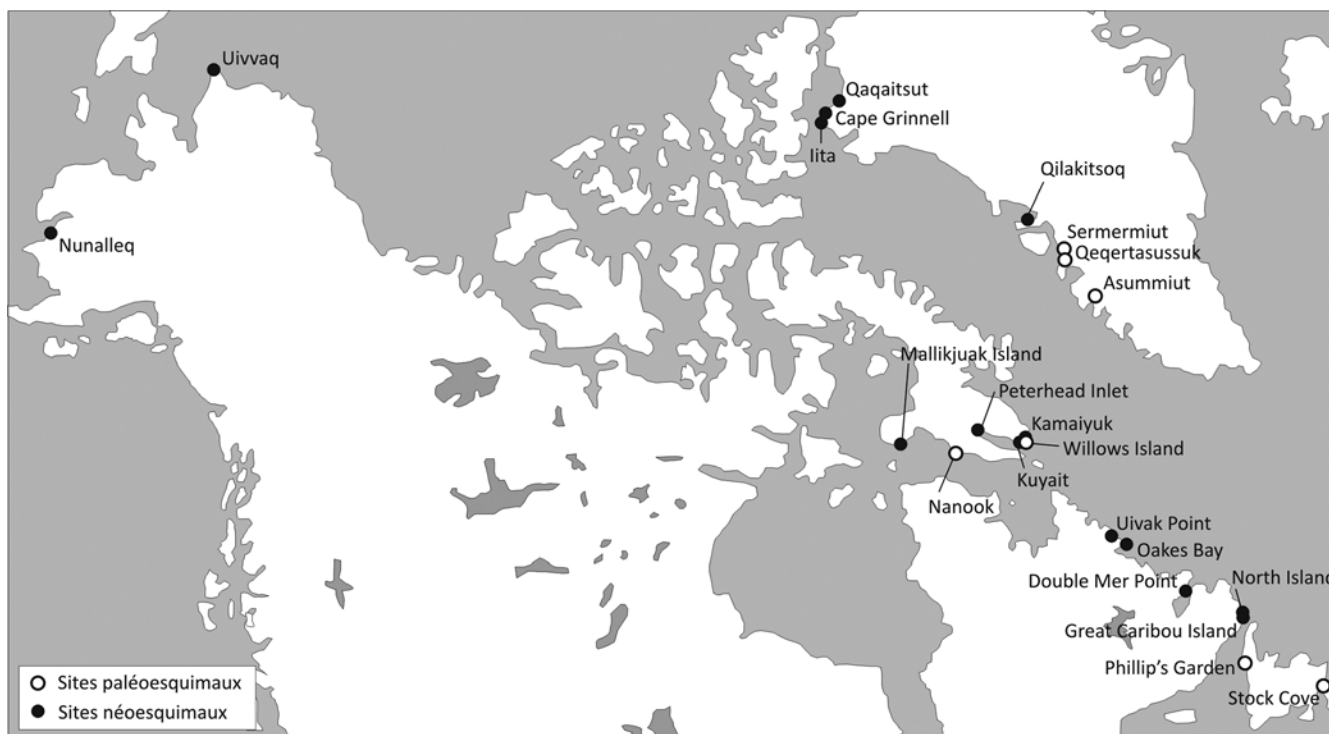 Uivvaq
Qaqaitsut
Cape Grinnell
Iita
Qilakitsoq
Nunalleq
Sermermiut
Qeqertasussuk
Asummiut
Mallikjuak Island
Peterhead Inlet
Kamaiyuk
Willows Island
Kuyait
Nanook
Uivak Point
Oakes Bay
Double Mer Point
North Island
Great Caribou Island
Phillip's Garden
Stock Cove
Sites paléoesquimaux
Sites néoesquimaux